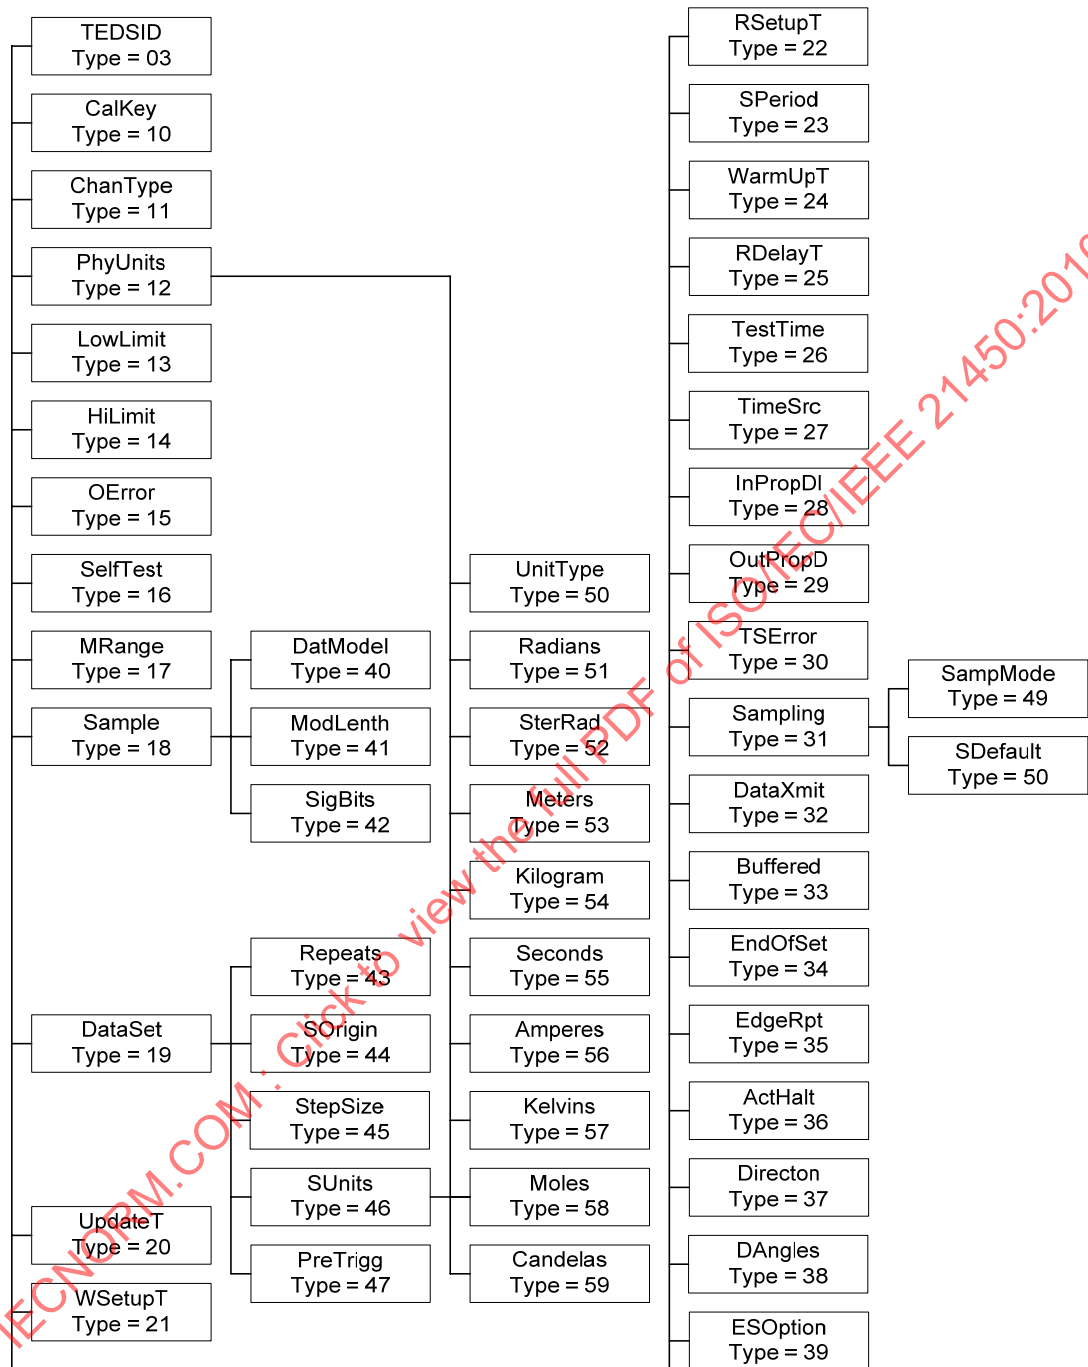 TEDSID
Type = 03
CalKey
Type = 10
ChanType
Type = 11
PhyUnits
Type = 12
LowLimit
Type = 13
HiLimit
Type = 14
OError
Type = 15
SelfTest
Type = 16
MRange
Type = 17
Sample
Type = 18
DataSet
Type = 19
UpdateT
Type = 20
WSetupT
Type = 21
DatModel
Type = 40
ModLenth
Type = 41
SigBits
Type = 42
Repeats
Type = 43
SOrigin
Type = 44
StepSize
Type = 45
SUnits
Type = 46
PreTrigg
Type = 47
UnitType
Type = 50
Radians
Type = 51
SterRad
Type = 52
Meters
Type = 53
Kilogram
Type = 54
Seconds
Type = 55
Amperes
Type = 56
Kelvins
Type = 57
Moles
Type = 58
Candelas
Type = 59
RSetupT
Type = 22
SPeriod
Type = 23
WarmUpT
Type = 24
RDelayT
Type = 25
TestTime
Type = 26
TimeSrc
Type = 27
InPropDl
Type = 28
OutPropD
Type = 29
TSError
Type = 30
Sampling
Type = 31
DataXmit
Type = 32
Buffered
Type = 33
EndOfSet
Type = 34
EdgeRpt
Type = 35
ActHalt
Type = 36
Directon
Type = 37
DAngles
Type = 38
ESOption
Type = 39
SampMode
Type = 49
SDefault
Type = 50
IECNORM.COM : Click to view the full PDF of ISO/IEC/IEEE 21450:2010